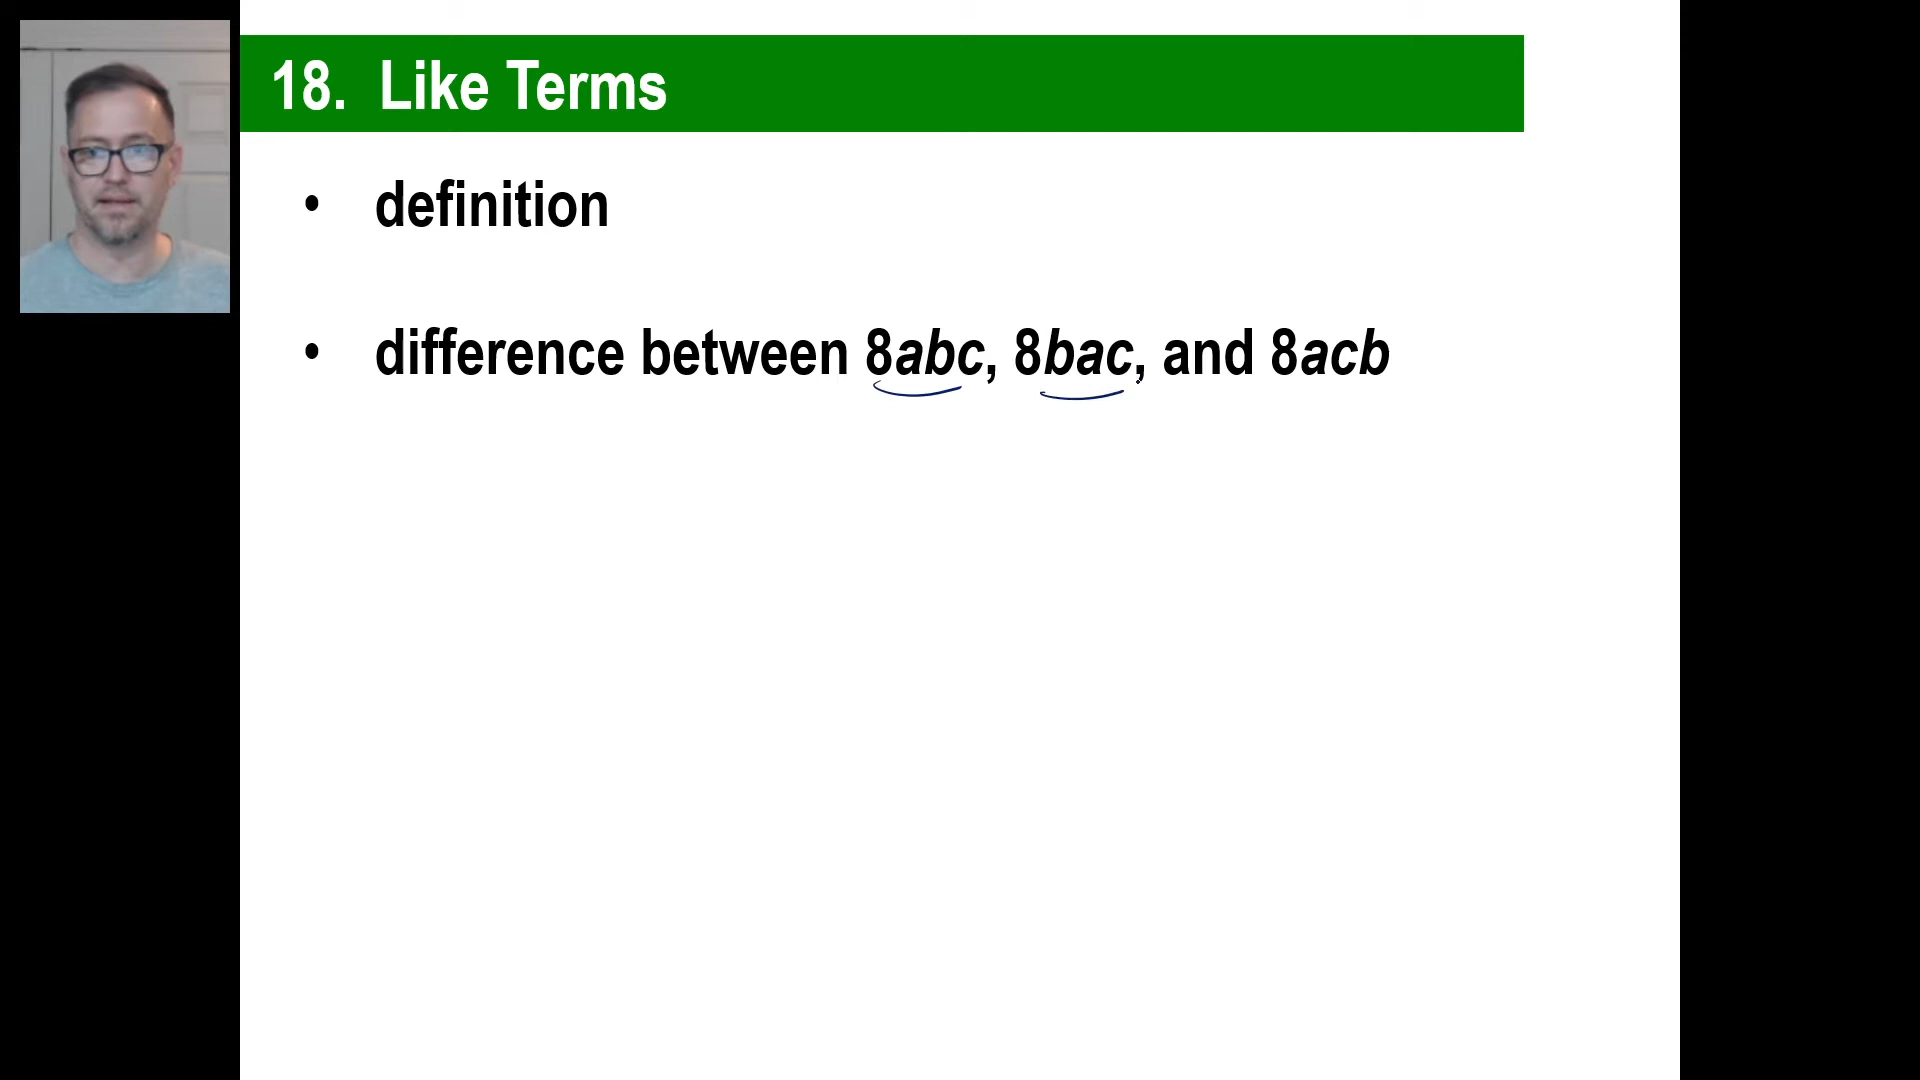 18. Like Terms
• definition
• difference between 8abc, 8bac, and 8acb